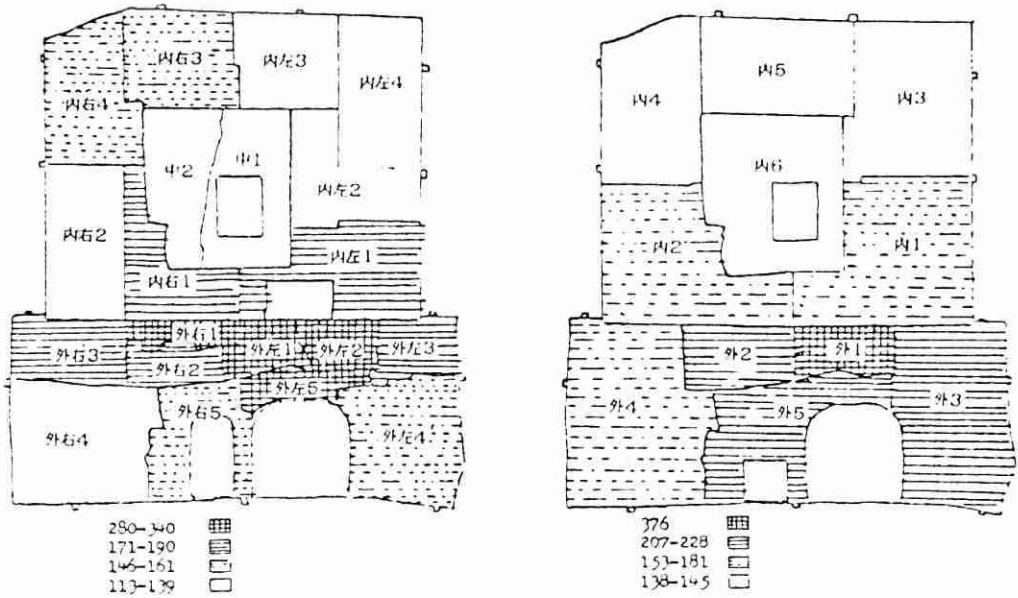 内右3
内左3
内右4
内左4
中2
中1
内左2
内右2
内左1
内右1
外右1
外右3
外左1
外左2
外左3
外右2
外左5
外右5
外右4
外左4
280-340
171-190
146-161
113-139
内5
内4
内3
内6
内2
内1
外2
外1
外4
外5
外3
376
207-228
153-181
138-145